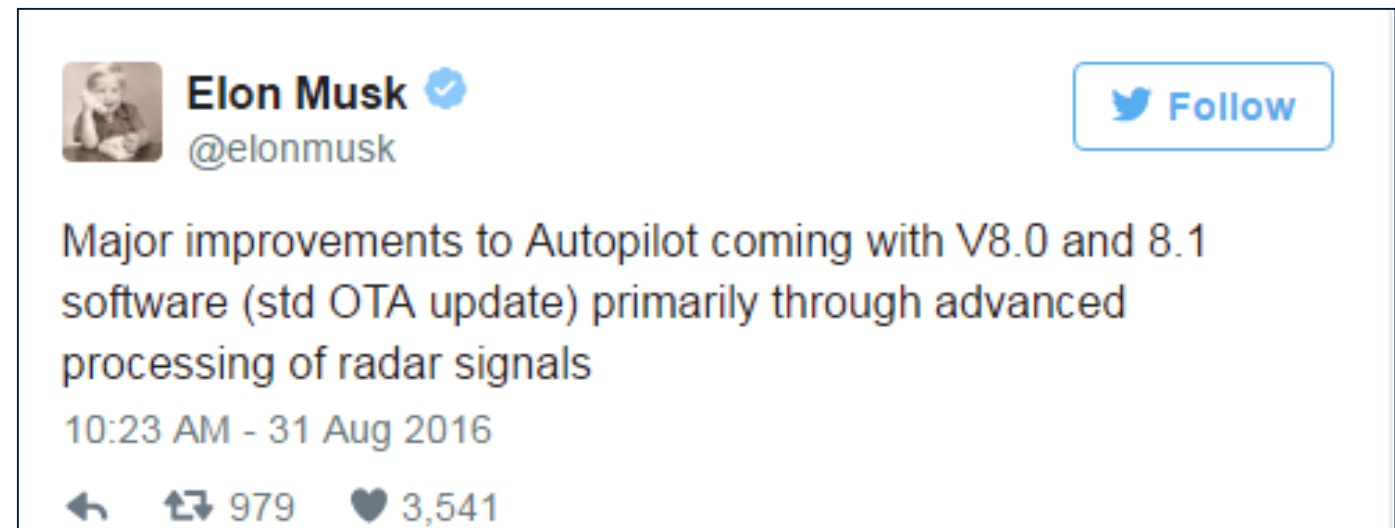 Elon Musk
@elonmusk
Follow
Major improvements to Autopilot coming with V8.0 and 8.1
software (std OTA update) primarily through advanced
processing of radar signals
10:23 AM - 31 Aug 2016
979 3,541